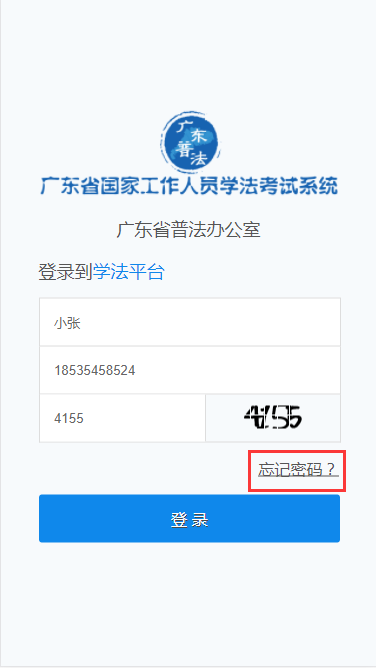 广东普法
广东省国家工作人员学法考试系统
广东省普法办公室
登录到学法平台
小张
18535458524
4155
4155
忘记密码？
登 录